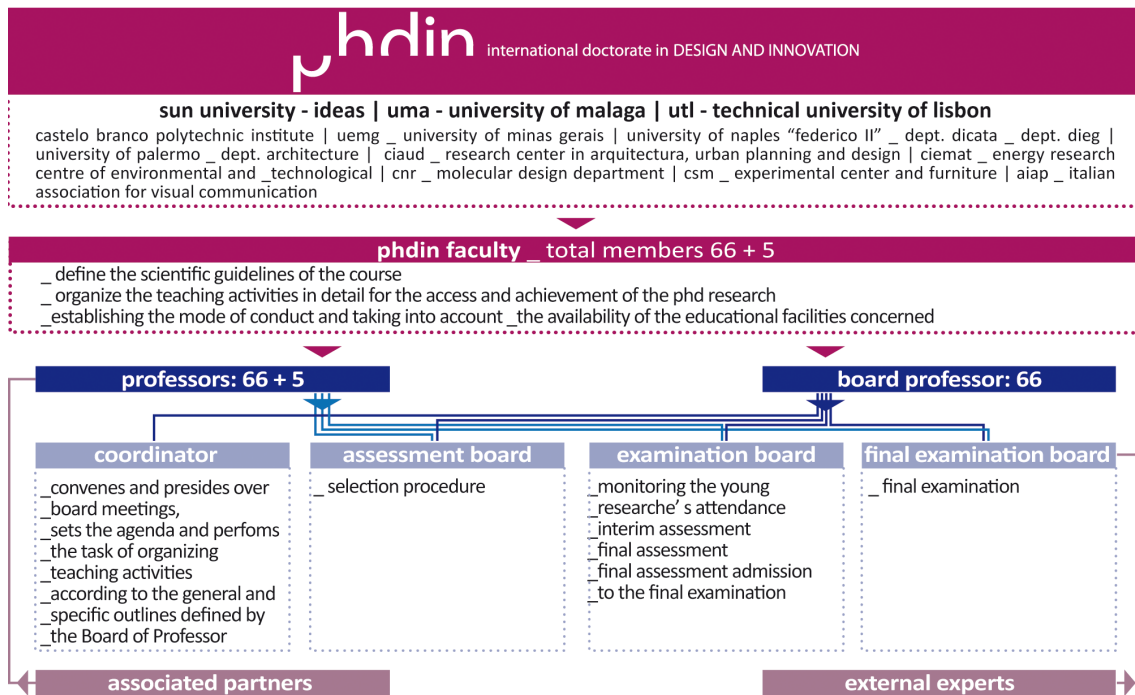 phdin international doctorate in DESIGN AND INNOVATION
sun university - ideas | uma - university of malaga | utl - technical university of lisbon
castelo branco polytechnic institute | uemg _ university of minas gerais | university of naples “federico II” _ dept. dicata _ dept. dieg |
university of palermo _ dept. architecture | ciaud _ research center in arquitectura, urban planning and design | ciemat _ energy research
centre of environmental and _technological | cnr _ molecular design department | csm _ experimental center and furniture | aiap _ italian
association for visual communication
phdin faculty _ total members 66 + 5
_ define the scientific guidelines of the course
_ organize the teaching activities in detail for the access and achievement of the phd research
_establishing the mode of conduct and taking into account _the availability of the educational facilities concerned
professors: 66 + 5
board professor: 66
coordinator
_convenes and presides over
_board meetings,
_sets the agenda and perfoms
_the task of organizing
_teaching activities
_according to the general and
_specific outlines defined by
_the Board of Professor
assessment board
_ selection procedure
examination board
_monitoring the young
_researche’ s attendance
_interim assessment
_final assessment
_final assessment admission
_to the final examination
final examination board
_ final examination
associated partners
external experts